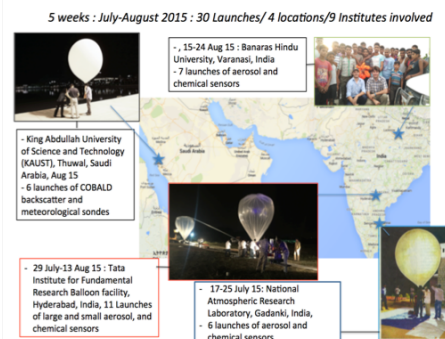 5 weeks : July-August 2015 : 30 Launches/ 4 locations/9 Institutes involved
- , 15-24 Aug 15 : Banaras Hindu
University, Varanasi, India
- 7 launches of aerosol and
chemical sensors
- King Abdullah University
of Science and Technology
(KAUST), Thuwal, Saudi
Arabia, Aug 15
- 6 launches of COBALD
backscatter and
meteorological sondes
Saudi Arabia
India
- 29 July-13 Aug 15 : Tata
Institute for Fundamental
Research Balloon facility,
Hyderabad, India, 11 Launches
of large and small aerosol, and
chemical sensors
- 17-25 July 15: National
Atmospheric Research
Laboratory, Gadanki, India,
- 6 launches of aerosol and
chemical sensors